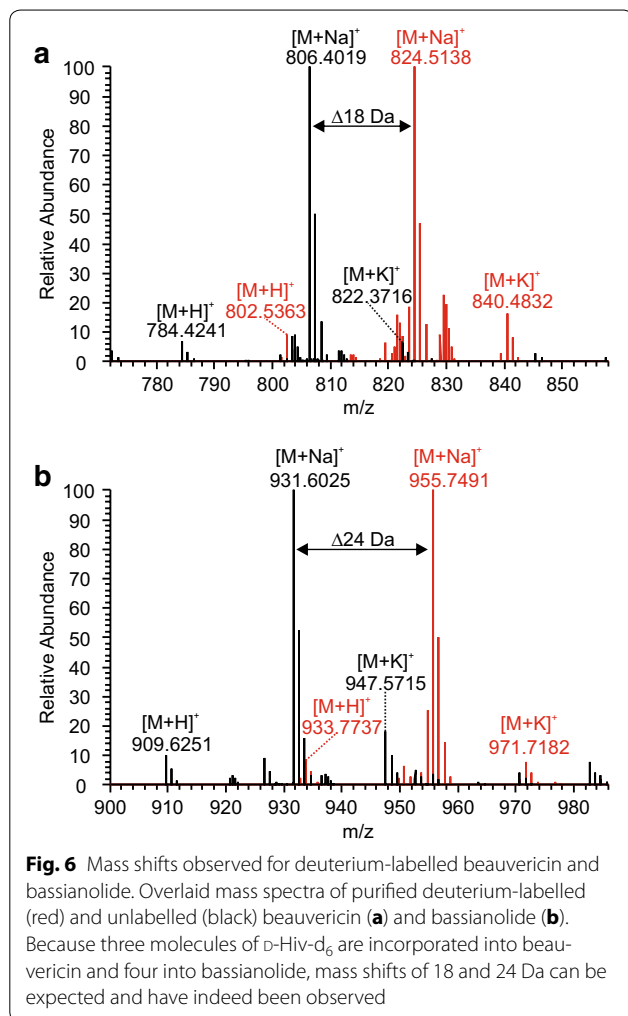 a
[M+Na]⁺ [M+Na]⁺
806.4019 824.5138
100
90
80
70
60
50
40
30
20
10
0
Relative Abundance
Δ18 Da
[M+H]⁺
784.4241
[M+H]⁺
802.5363
[M+K]⁺
822.3716
[M+K]⁺
840.4832
780 790 800 810 820 830 840 850
m/z
b
[M+Na]⁺ [M+Na]⁺
931.6025 955.7491
100
90
80
70
60
50
40
30
20
10
0
Relative Abundance
Δ24 Da
[M+H]⁺
909.6251
[M+H]⁺
933.7737
[M+K]⁺
947.5715
[M+K]⁺
971.7182
900 910 920 930 940 950 960 970 980
m/z
Fig. 6 Mass shifts observed for deuterium-labelled beauvericin and
bassianolide. Overlaid mass spectra of purified deuterium-labelled
(red) and unlabelled (black) beauvericin (a) and bassianolide (b).
Because three molecules of D-Hiv-d₆ are incorporated into beau-
vericin and four into bassianolide, mass shifts of 18 and 24 Da can be
expected and have indeed been observed